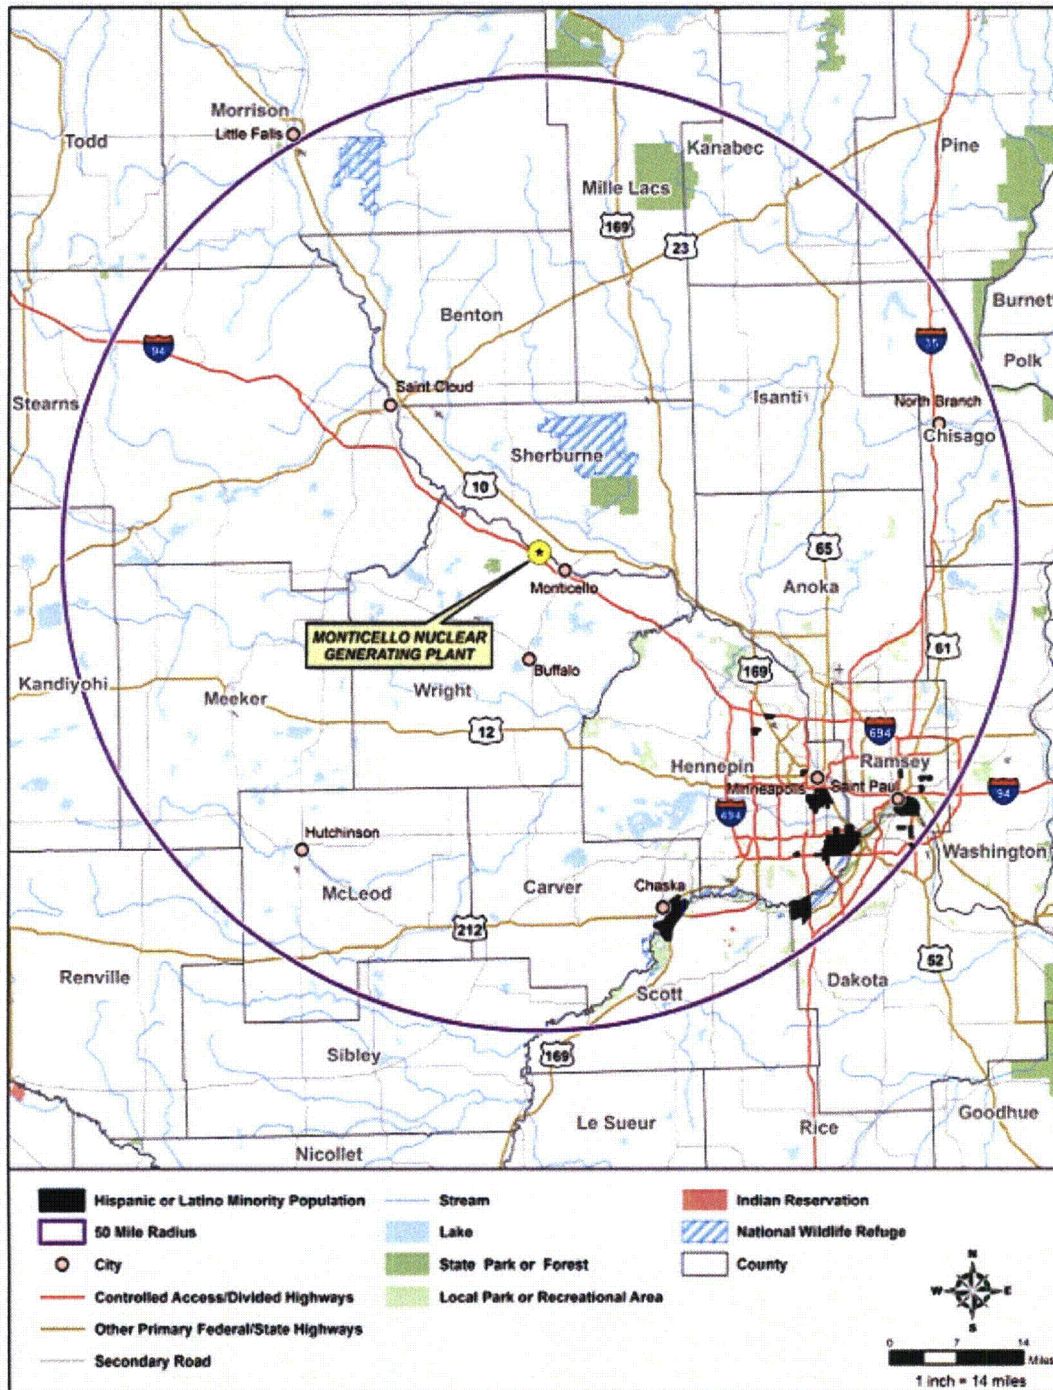 Morrison
Little Falls
Todd
Kanabec
Pine
Mille Lacs
169
23
Burnett
Benton
94
35
Polk
Saint Cloud
Stearns
Isanti
North Branch
Chisago
Sherburne
10
65
Monticello
Anoka
MONTICELLO NUCLEAR
GENERATING PLANT
61
Buffalo
169
Kandiyohi
Meeker
Wright
12
694
Hennepin
Ramsey
Minneapolis
Saint Paul
94
494
Hutchinson
Washington
McLeod
Carver
Chaska
212
52
Renville
Dakota
Scott
Sibley
169
Le Sueur
Rice
Goodhue
Nicollet
Hispanic or Latino Minority Population
50 Mile Radius
City
Controlled Access/Divided Highways
Other Primary Federal/State Highways
Secondary Road
Stream
Lake
State Park or Forest
Local Park or Recreational Area
Indian Reservation
National Wildlife Refuge
County
N
W E
S
0 7 14
Miles
1 inch = 14 miles